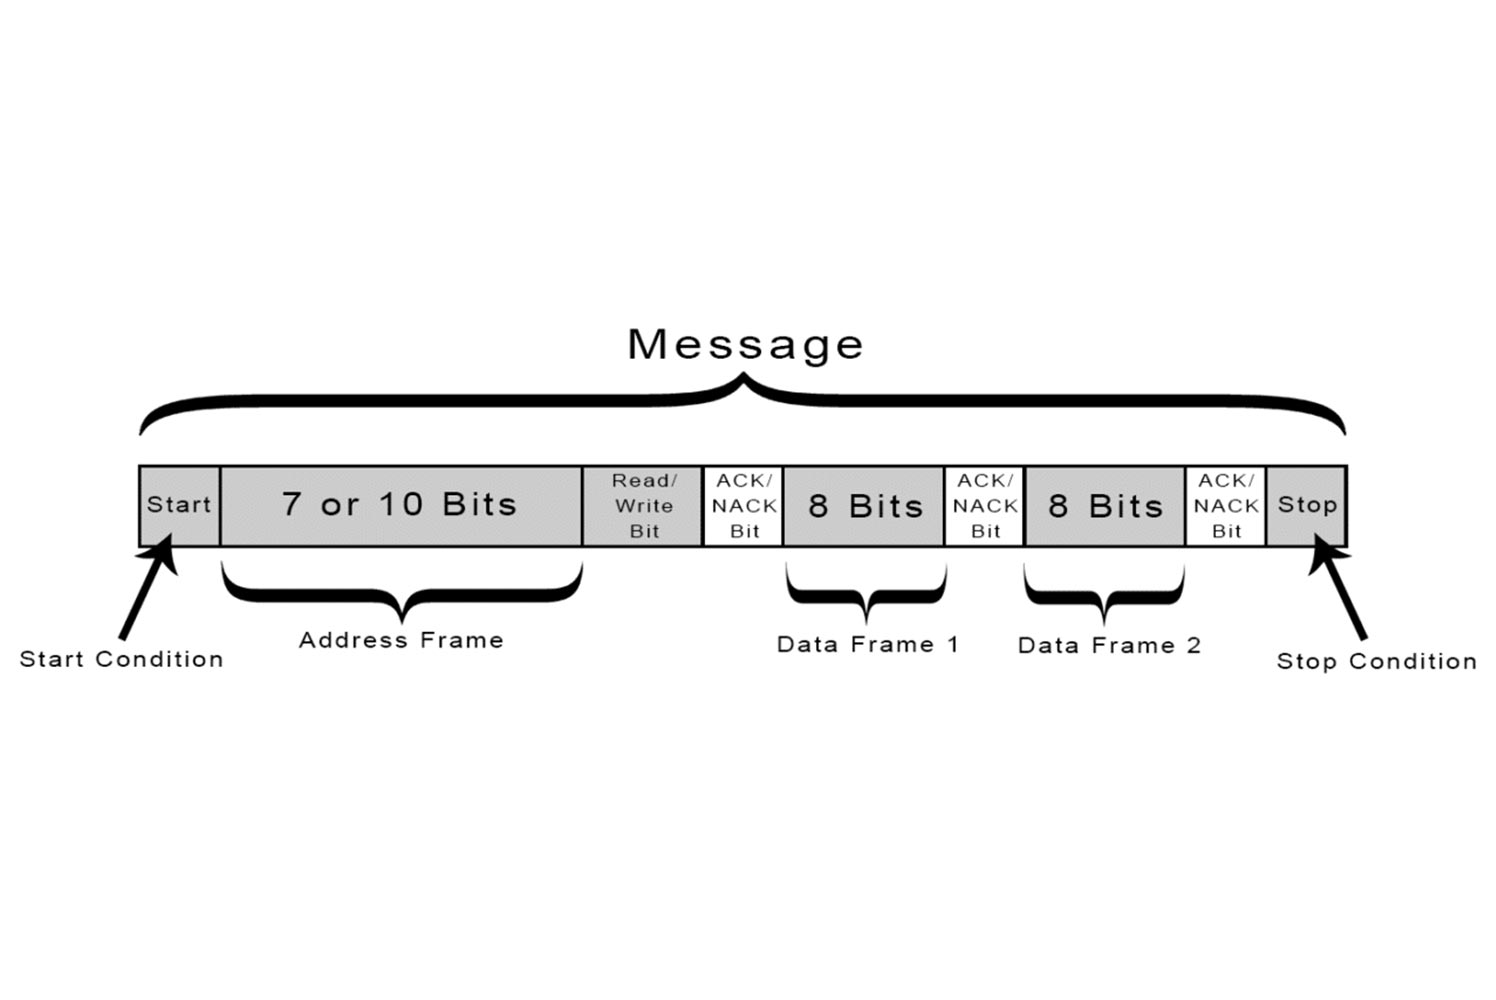 Message
Start
7 or 10 Bits
Read/
Write
Bit
ACK/
NACK
Bit
8 Bits
ACK/
NACK
Bit
8 Bits
ACK/
NACK
Bit
Stop
Start Condition
Address Frame
Data Frame 1
Data Frame 2
Stop Condition